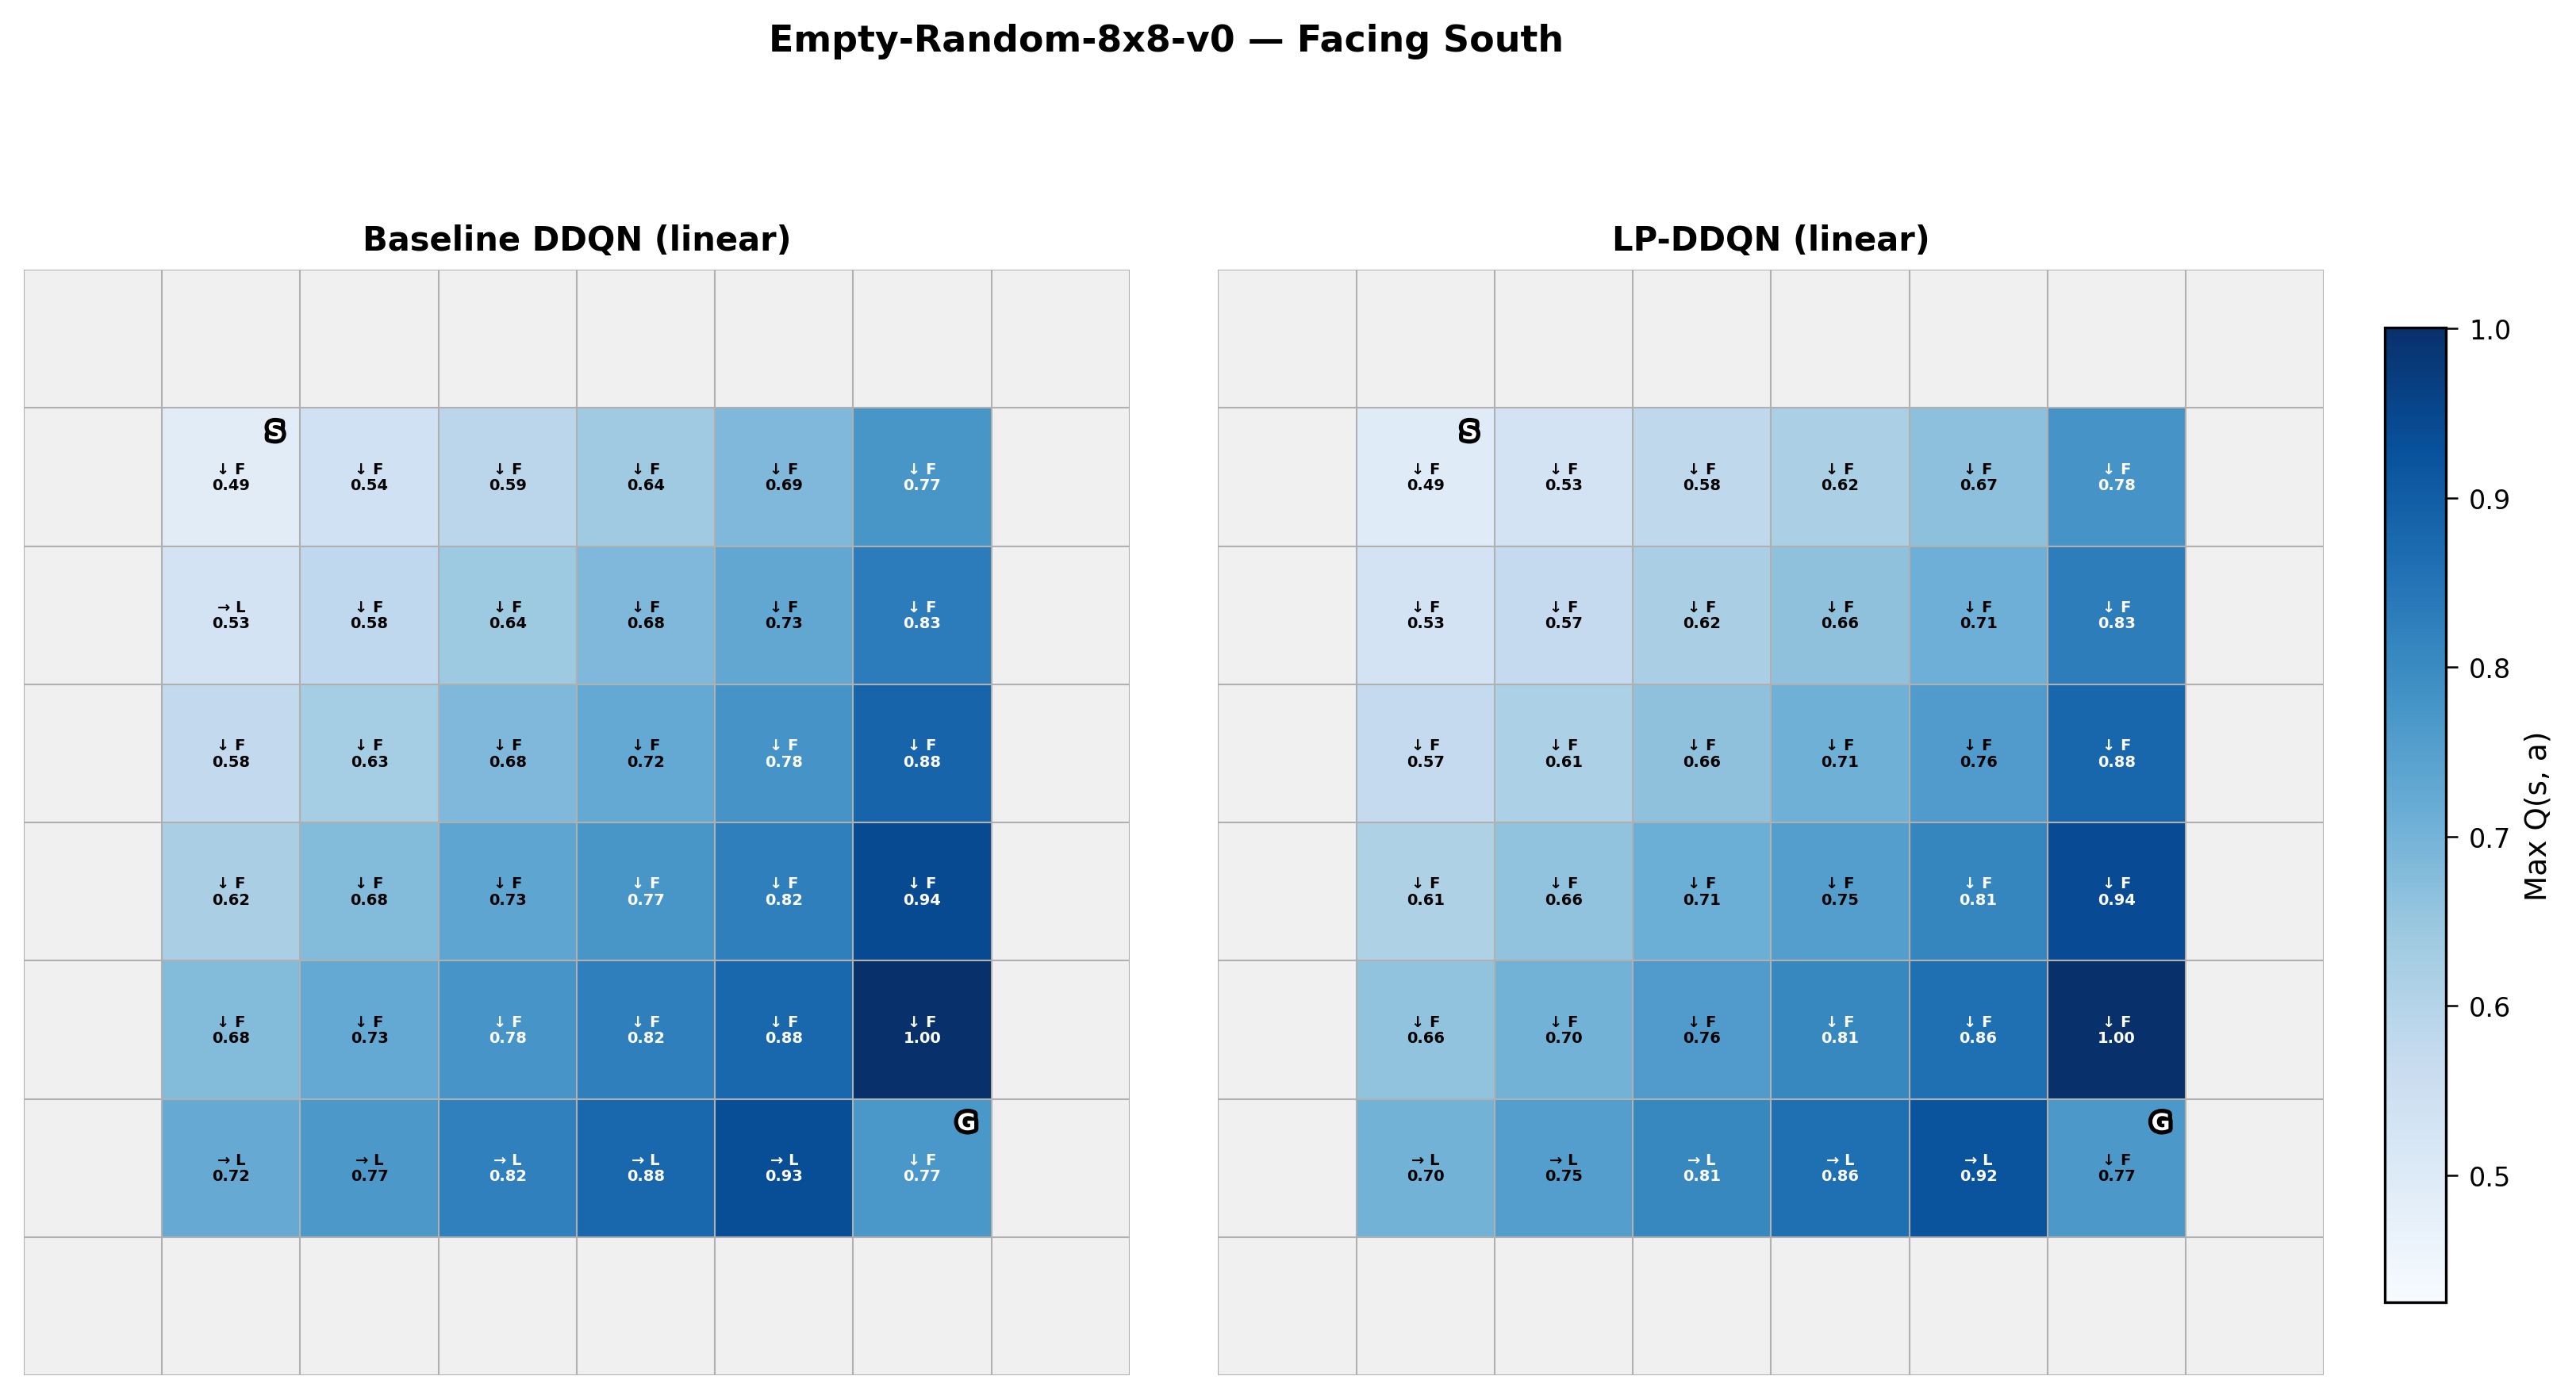 Empty-Random-8x8-v0 — Facing South
Baseline DDQN (linear)
S
↓ F ↓ F ↓ F ↓ F ↓ F ↓ F
0.49 0.54 0.59 0.64 0.69 0.77
→ L ↓ F ↓ F ↓ F ↓ F ↓ F
0.53 0.58 0.64 0.68 0.73 0.83
↓ F ↓ F ↓ F ↓ F ↓ F ↓ F
0.58 0.63 0.68 0.72 0.78 0.88
↓ F ↓ F ↓ F ↓ F ↓ F ↓ F
0.62 0.68 0.73 0.77 0.82 0.94
↓ F ↓ F ↓ F ↓ F ↓ F ↓ F
0.68 0.73 0.78 0.82 0.88 1.00
G
→ L → L → L → L → L ↓ F
0.72 0.77 0.82 0.88 0.93 0.77
LP-DDQN (linear)
S
↓ F ↓ F ↓ F ↓ F ↓ F ↓ F
0.49 0.53 0.58 0.62 0.67 0.78
↓ F ↓ F ↓ F ↓ F ↓ F ↓ F
0.53 0.57 0.62 0.66 0.71 0.83
↓ F ↓ F ↓ F ↓ F ↓ F ↓ F
0.57 0.61 0.66 0.71 0.76 0.88
↓ F ↓ F ↓ F ↓ F ↓ F ↓ F
0.61 0.66 0.71 0.75 0.81 0.94
↓ F ↓ F ↓ F ↓ F ↓ F ↓ F
0.66 0.70 0.76 0.81 0.86 1.00
G
→ L → L → L → L → L ↓ F
0.70 0.75 0.81 0.86 0.92 0.77
1.0
0.9
0.8
0.7
0.6
0.5
Max Q(s, a)